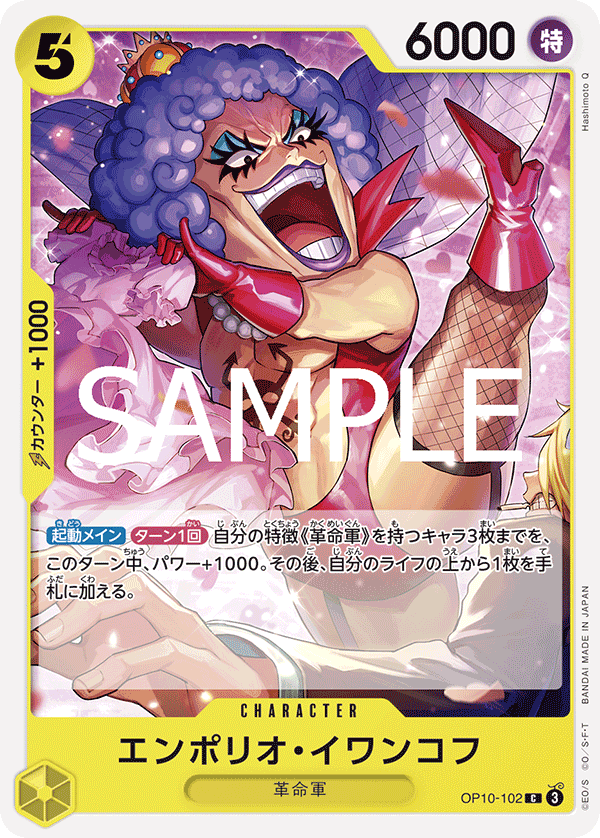 5
6000
特
Hashimoto Q
カウンター +1000
SAMPLE
起動メイン ターン1回 自分の特徴《革命軍》を持つキャラ3枚までを、
このターン中、パワー+1000。その後、自分のライフの上から1枚を手
札に加える。
CHARACTER
エンポリオ・イワンコフ
革命軍
OP10-102 C 3
©E.O/S ©O/S・F・T BANDAI MADE IN JAPAN